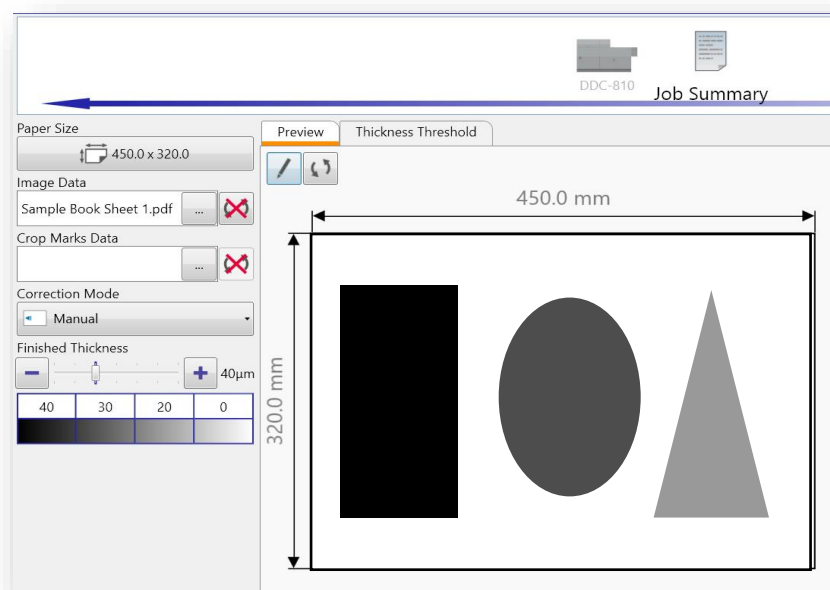 DDC-810
Job Summary
Paper Size
450.0 x 320.0
Image Data
Sample Book Sheet 1.pdf ...
Crop Marks Data
...
Correction Mode
Manual
Finished Thickness
40µm
40 30 20 0
Preview Thickness Threshold
450.0 mm
320.0 mm